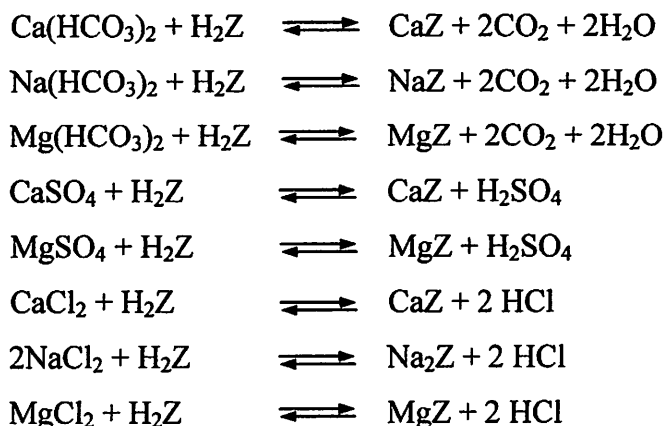 Ca(HCO₃)₂ + H₂Z ⇌ CaZ + 2CO₂ + 2H₂O
Na(HCO₃)₂ + H₂Z ⇌ NaZ + 2CO₂ + 2H₂O
Mg(HCO₃)₂ + H₂Z ⇌ MgZ + 2CO₂ + 2H₂O
CaSO₄ + H₂Z ⇌ CaZ + H₂SO₄
MgSO₄ + H₂Z ⇌ MgZ + H₂SO₄
CaCl₂ + H₂Z ⇌ CaZ + 2 HCl
2NaCl₂ + H₂Z ⇌ Na₂Z + 2 HCl
MgCl₂ + H₂Z ⇌ MgZ + 2 HCl